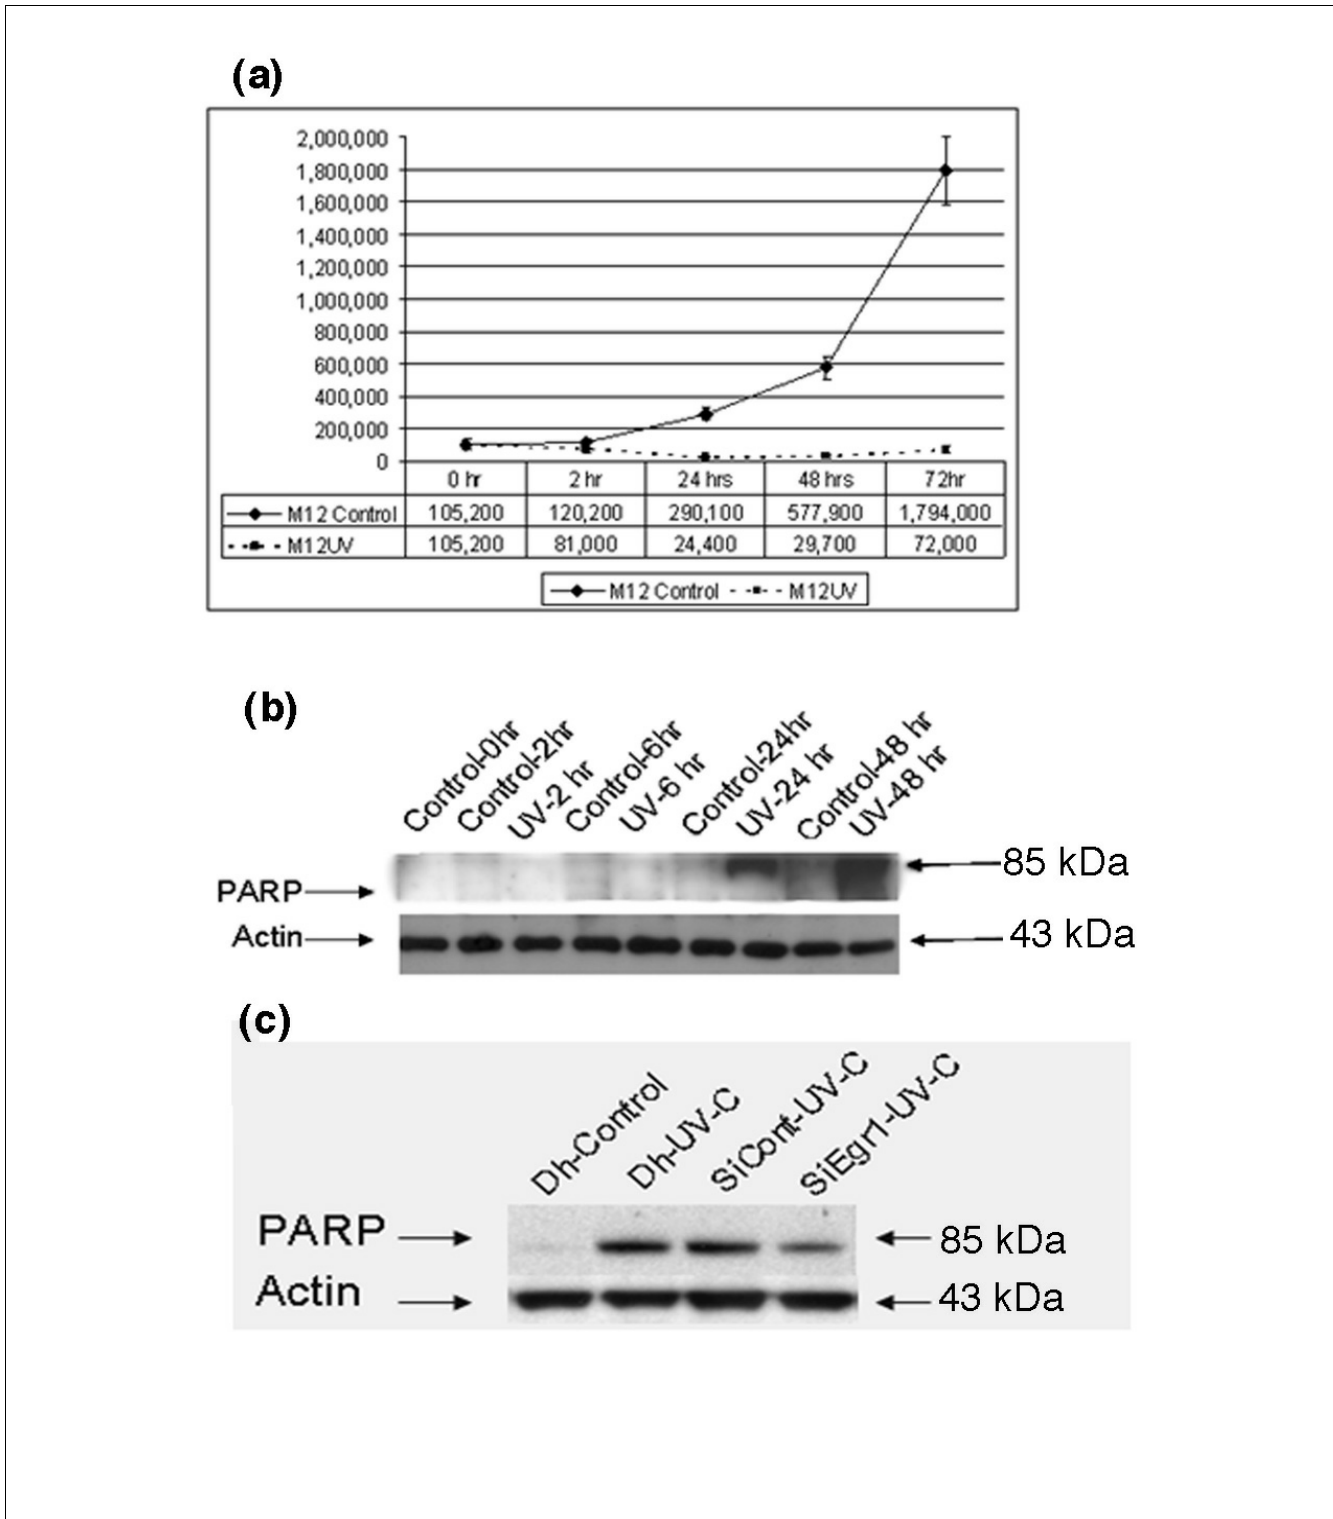 (a)
2,000,000
1,800,000
1,600,000
1,400,000
1,200,000
1,000,000
800,000
600,000
400,000
200,000
0
0 hr 2 hr 24 hrs 48 hrs 72hr
M12 Control 105,200 120,200 290,100 577,900 1,794,000
M12UV 105,200 81,000 24,400 29,700 72,000
M12 Control M12UV
(b)
Control-0hr
Control-2hr
UV-2 hr
Control-6hr
UV-6 hr
Control-24hr
UV-24 hr
Control-48 hr
UV-48 hr
85 kDa
PARP
Actin 43 kDa
(c)
Dh-Control
Dh-UV-C
SiCont-UV-C
SiEgr1-UV-C
PARP 85 kDa
Actin 43 kDa